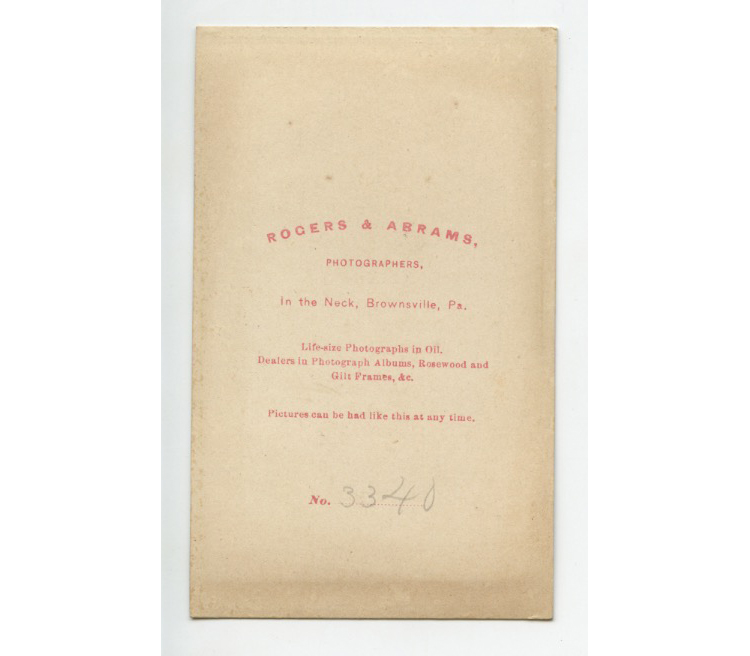 ROGERS & ABRAMS,
PHOTOGRAPHERS,
In the Neck, Brownsville, Pa.
Life-size Photographs in Oil.
Dealers in Photograph Albums, Rosewood and
Gilt Frames, &c.
Pictures can be had like this at any time.
No. 3340